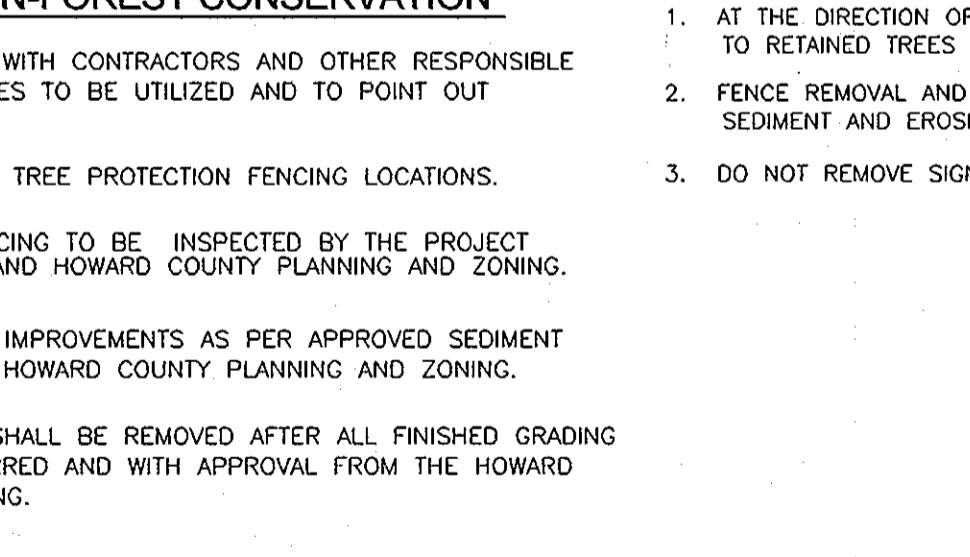 N-FOREST CONSERVATION
WITH CONTRACTORS AND OTHER RESPONSIBLE
ES TO BE UTILIZED AND TO POINT OUT
TREE PROTECTION FENCING LOCATIONS.
CING TO BE INSPECTED BY THE PROJECT
AND HOWARD COUNTY PLANNING AND ZONING.
IMPROVEMENTS AS PER APPROVED SEDIMENT
HOWARD COUNTY PLANNING AND ZONING.
SHALL BE REMOVED AFTER ALL FINISHED GRADING
RRED AND WITH APPROVAL FROM THE HOWARD
NG.
1. AT THE DIRECTION OF
TO RETAINED TREES
2. FENCE REMOVAL AND
SEDIMENT AND EROSI
3. DO NOT REMOVE SIGN